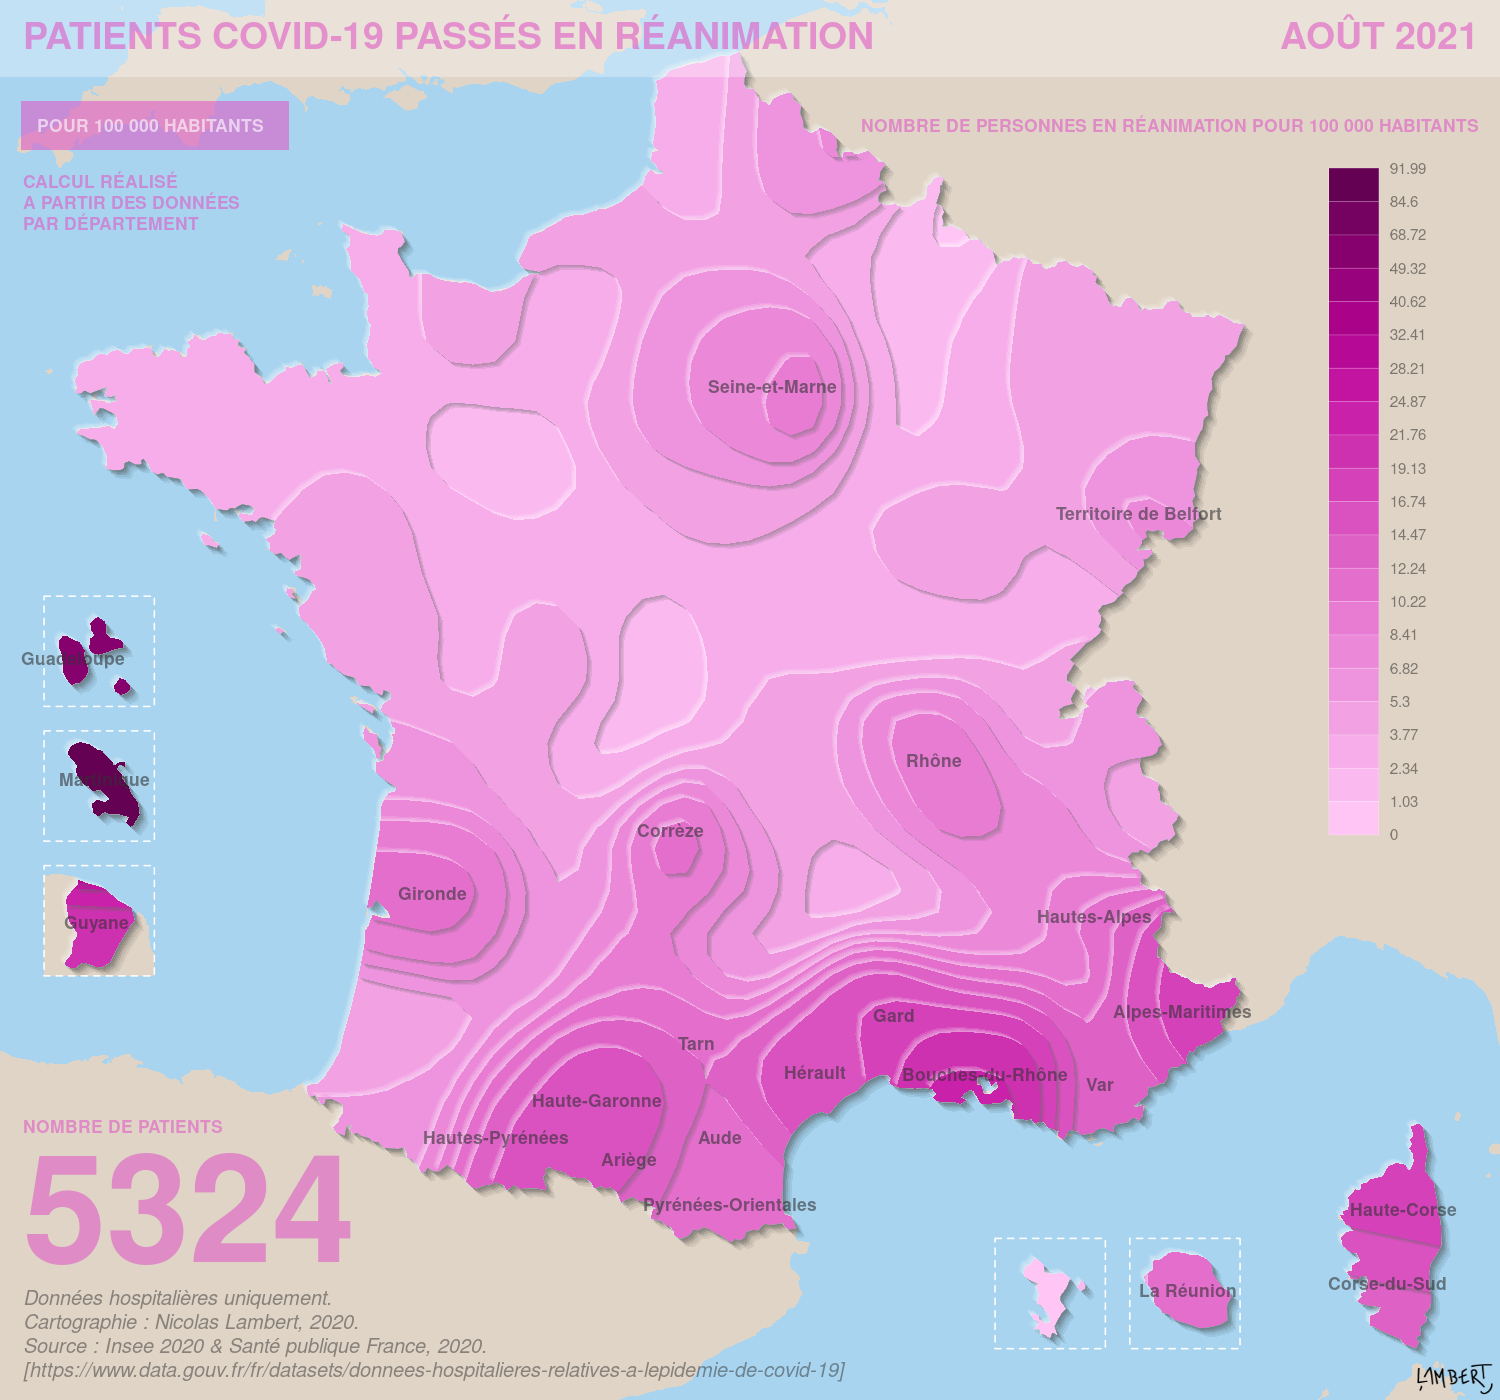 PATIENTS COVID-19 PASSÉS EN RÉANIMATION
AOÛT 2021
POUR 100 000 HABITANTS
CALCUL RÉALISÉ
A PARTIR DES DONNÉES
PAR DÉPARTEMENT
NOMBRE DE PERSONNES EN RÉANIMATION POUR 100 000 HABITANTS
91.99
84.6
68.72
49.32
40.62
32.41
28.21
24.87
21.76
19.13
16.74
14.47
12.24
10.22
8.41
6.82
5.3
3.77
2.34
1.03
0
Seine-et-Marne
Territoire de Belfort
Guadeloupe
Martinique
Guyane
Rhône
Corrèze
Gironde
Hautes-Alpes
Alpes-Maritimes
Gard
Tarn
Hérault
Bouches-du-Rhône
Var
Haute-Garonne
Hautes-Pyrénées
Aude
Ariège
Pyrénées-Orientales
Haute-Corse
Corse-du-Sud
La Réunion
NOMBRE DE PATIENTS
5324
Données hospitalières uniquement.
Cartographie : Nicolas Lambert, 2020.
Source : Insee 2020 & Santé publique France, 2020.
[https://www.data.gouv.fr/fr/datasets/donnees-hospitalieres-relatives-a-lepidemie-de-covid-19]
LAMBERT